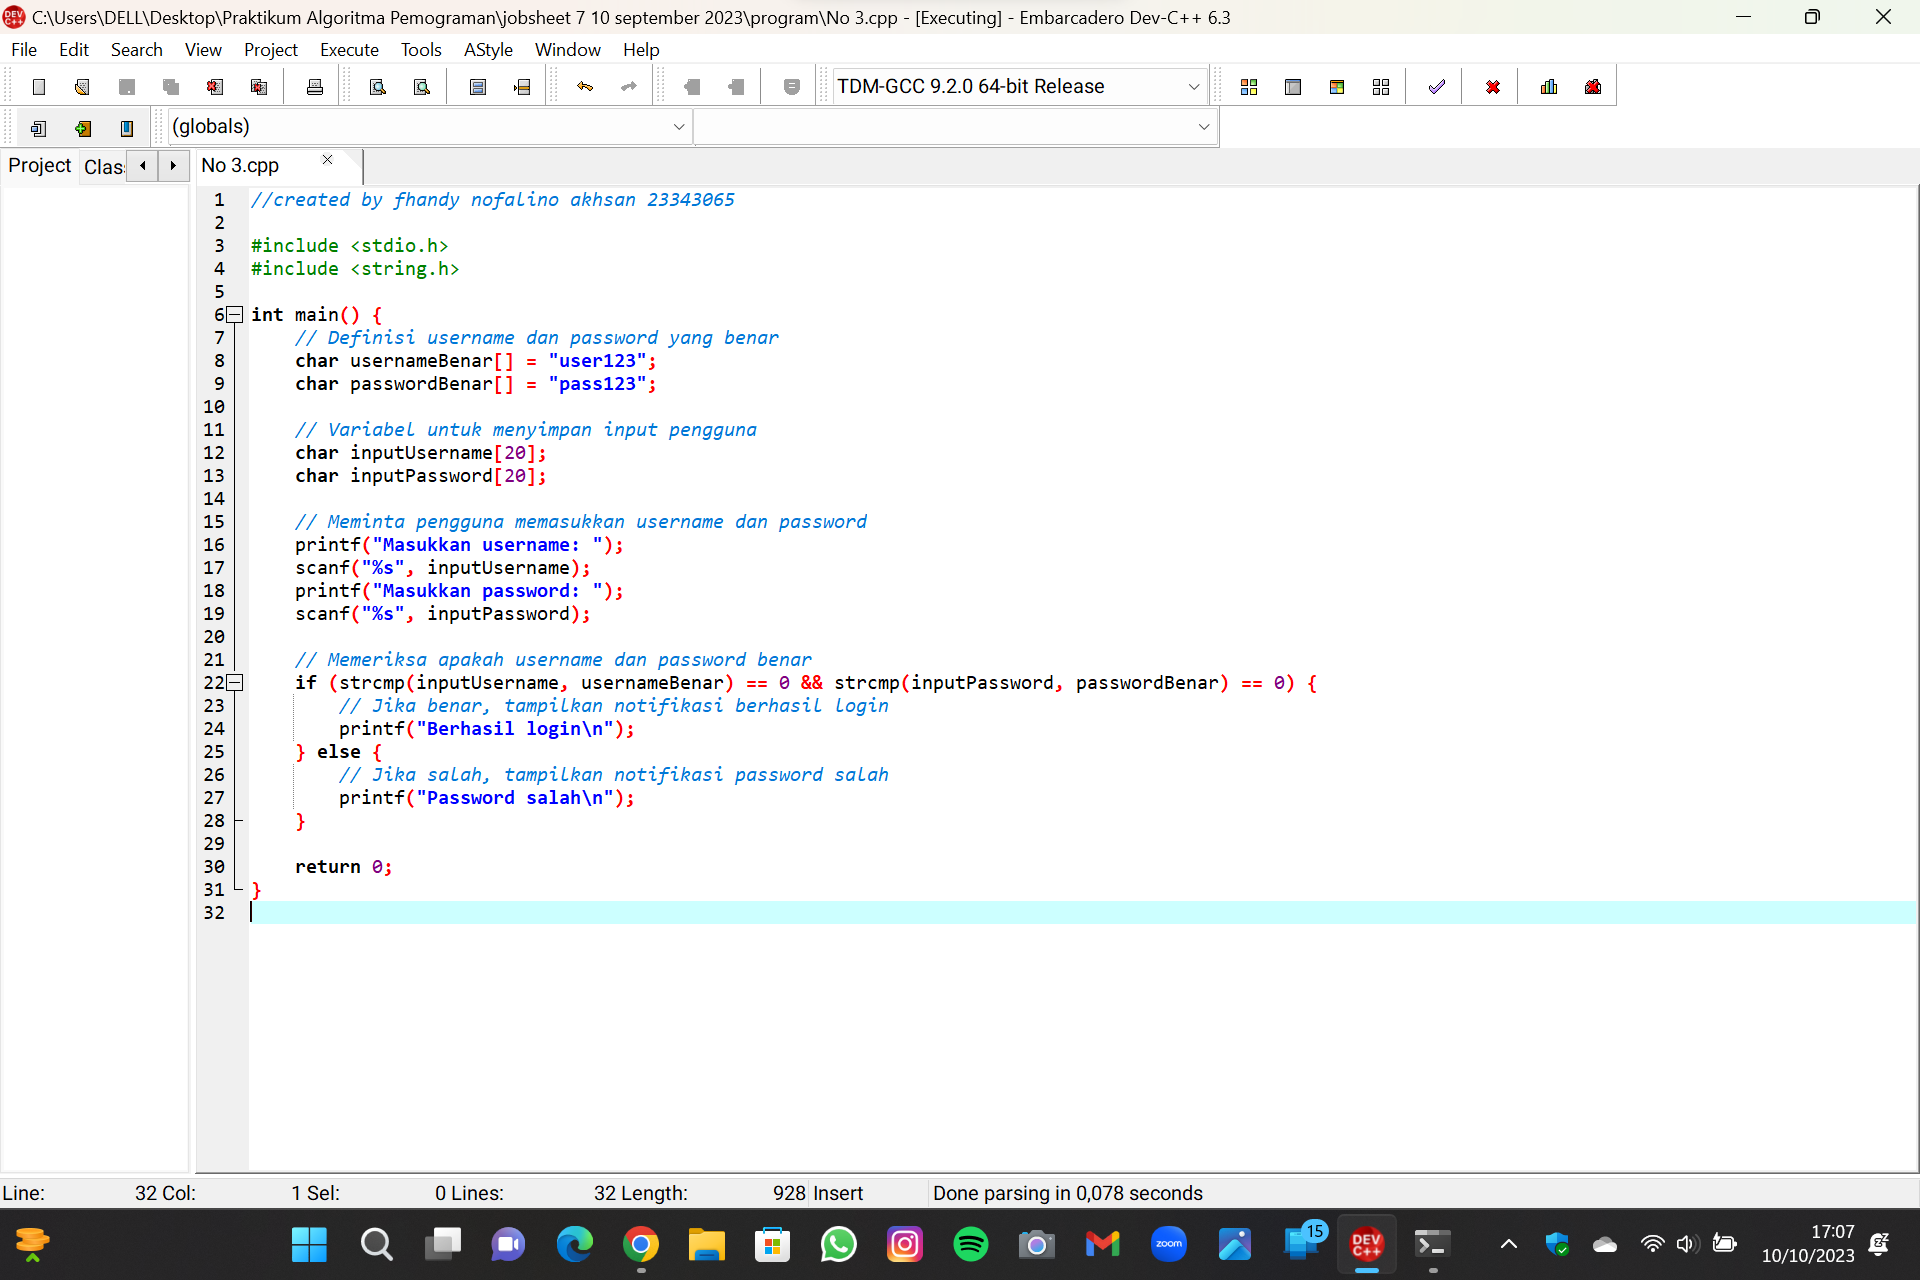 C:\Users\DELL\Desktop\Praktikum Algoritma Pemograman\jobsheet 7 10 september 2023\program\No 3.cpp - [Executing] - Embarcadero Dev-C++ 6.3
File Edit Search View Project Execute Tools AStyle Window Help
TDM-GCC 9.2.0 64-bit Release
(globals)
Project Clas No 3.cpp
1 //created by fhandy nofalino akhsan 23343065
2
3 #include <stdio.h>
4 #include <string.h>
5
6 int main() {
7     // Definisi username dan password yang benar
8     char usernameBenar[] = "user123";
9     char passwordBenar[] = "pass123";
10
11     // Variabel untuk menyimpan input pengguna
12     char inputUsername[20];
13     char inputPassword[20];
14
15     // Meminta pengguna memasukkan username dan password
16     printf("Masukkan username: ");
17     scanf("%s", inputUsername);
18     printf("Masukkan password: ");
19     scanf("%s", inputPassword);
20
21     // Memeriksa apakah username dan password benar
22     if (strcmp(inputUsername, usernameBenar) == 0 && strcmp(inputPassword, passwordBenar) == 0) {
23         // Jika benar, tampilkan notifikasi berhasil login
24         printf("Berhasil login\n");
25     } else {
26         // Jika salah, tampilkan notifikasi password salah
27         printf("Password salah\n");
28     }
29
30     return 0;
31 }
32
Line: 32 Col: 1 Sel: 0 Lines: 32 Length: 928 Insert Done parsing in 0,078 seconds
zoom 15 DEV C++ 17:07
10/10/2023